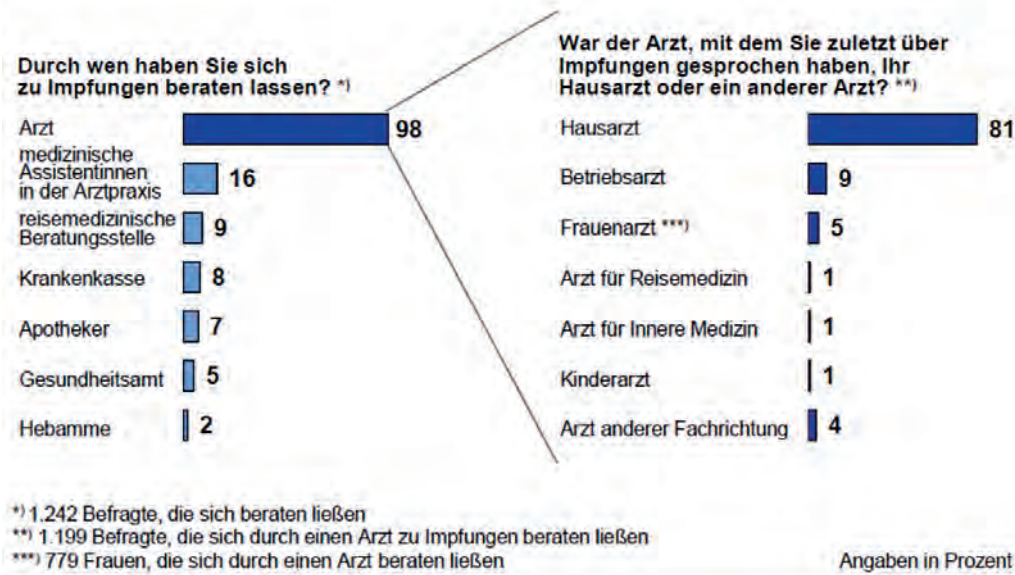 Durch wen haben Sie sich
zu Impfungen beraten lassen? *)
Arzt 98
medizinische
Assistentinnen
in der Arztpraxis 16
reisemedizinische
Beratungsstelle 9
Krankenkasse 8
Apotheker 7
Gesundheitsamt 5
Hebamme 2
War der Arzt, mit dem Sie zuletzt über
Impfungen gesprochen haben, Ihr
Hausarzt oder ein anderer Arzt? **)
Hausarzt 81
Betriebsarzt 9
Frauenarzt ***) 5
Arzt für Reisemedizin 1
Arzt für Innere Medizin 1
Kinderarzt 1
Arzt anderer Fachrichtung 4
*) 1.242 Befragte, die sich beraten ließen
**) 1.199 Befragte, die sich durch einen Arzt zu Impfungen beraten ließen
***) 779 Frauen, die sich durch einen Arzt beraten ließen
Angaben in Prozent